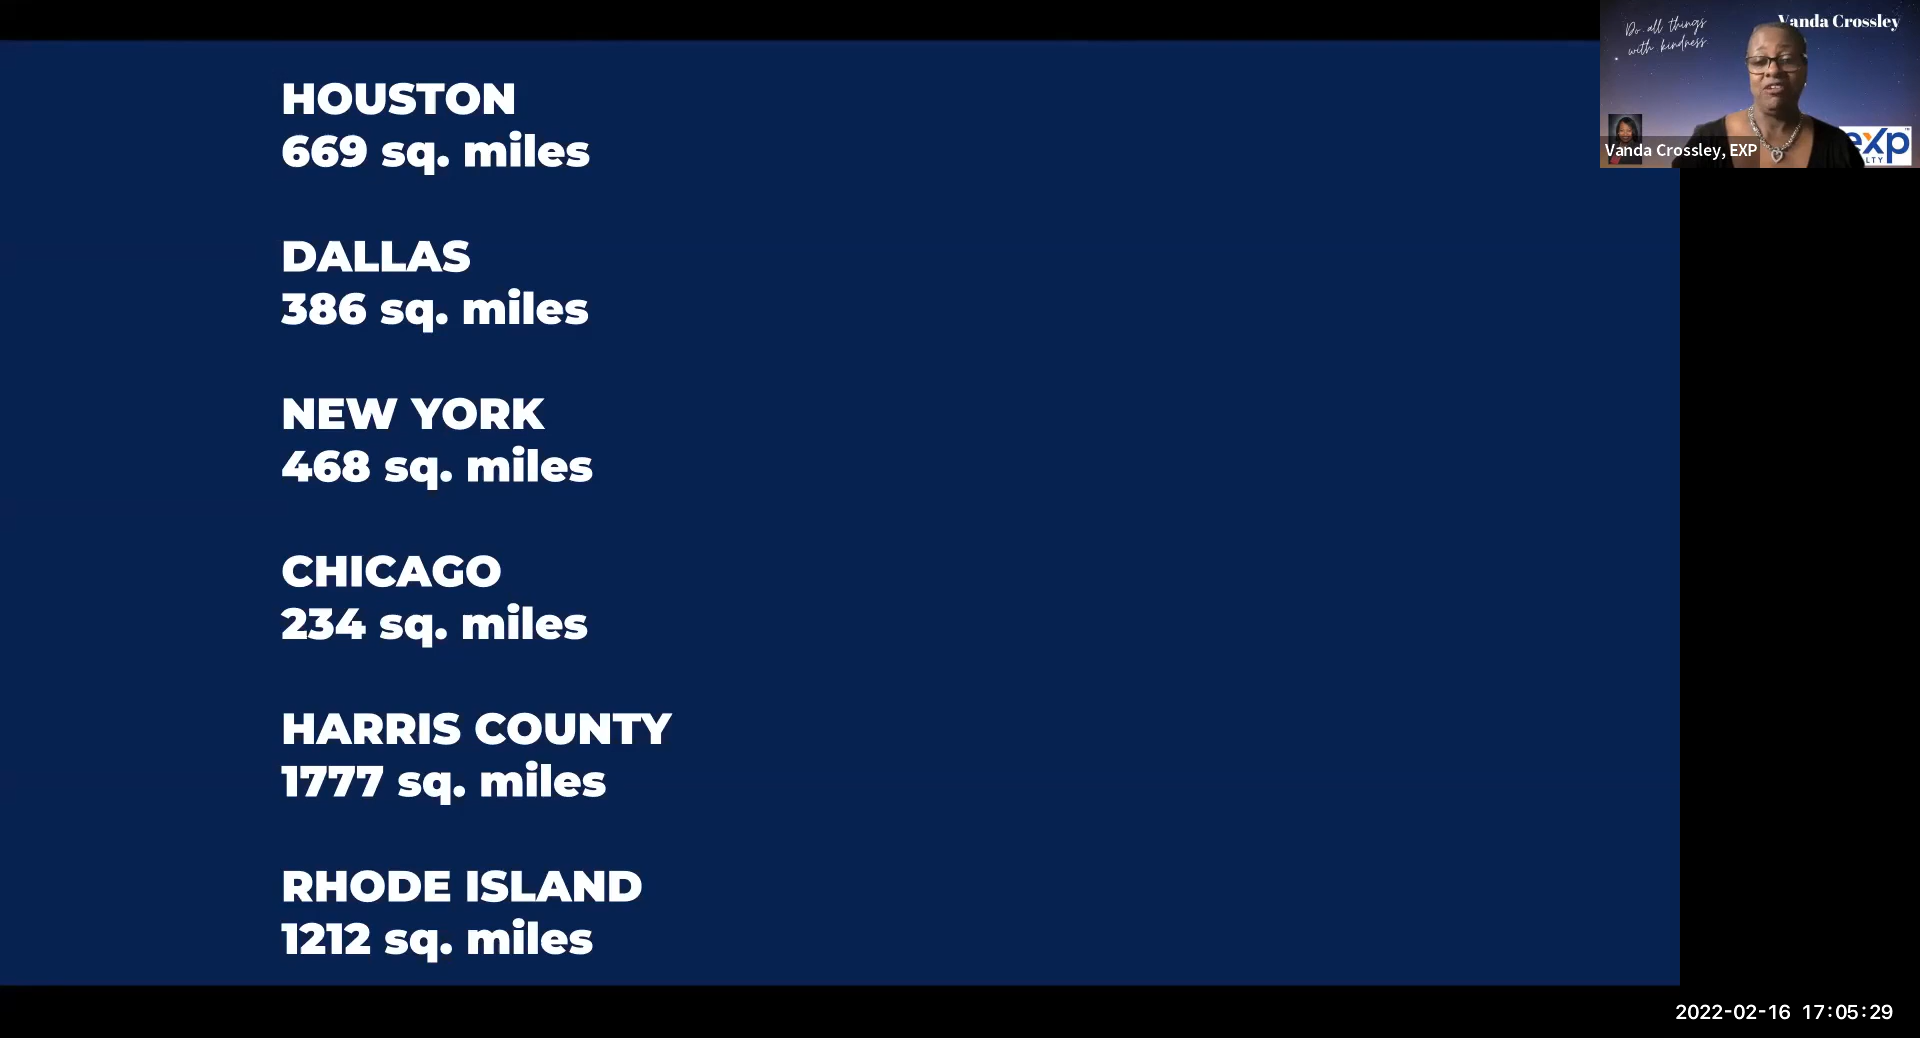 HOUSTON
669 sq. miles
DALLAS
386 sq. miles
NEW YORK
468 sq. miles
CHICAGO
234 sq. miles
HARRIS COUNTY
1777 sq. miles
RHODE ISLAND
1212 sq. miles
Do all things
with kindness
Vanda Crossley
Vanda Crossley, EXP
exp
LTY
2022-02-16 17:05:29